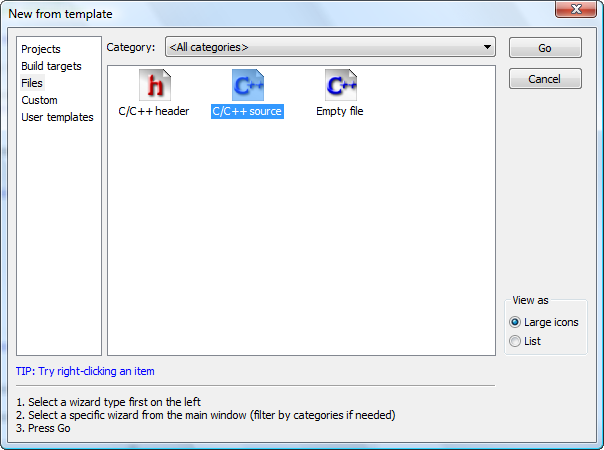 New from template
Projects
Build targets
Files
Custom
User templates
Category: <All categories>
Go
Cancel
C/C++ header
C/C++ source
Empty file
View as
Large icons
List
TIP: Try right-clicking an item
1. Select a wizard type first on the left
2. Select a specific wizard from the main window (filter by categories if needed)
3. Press Go